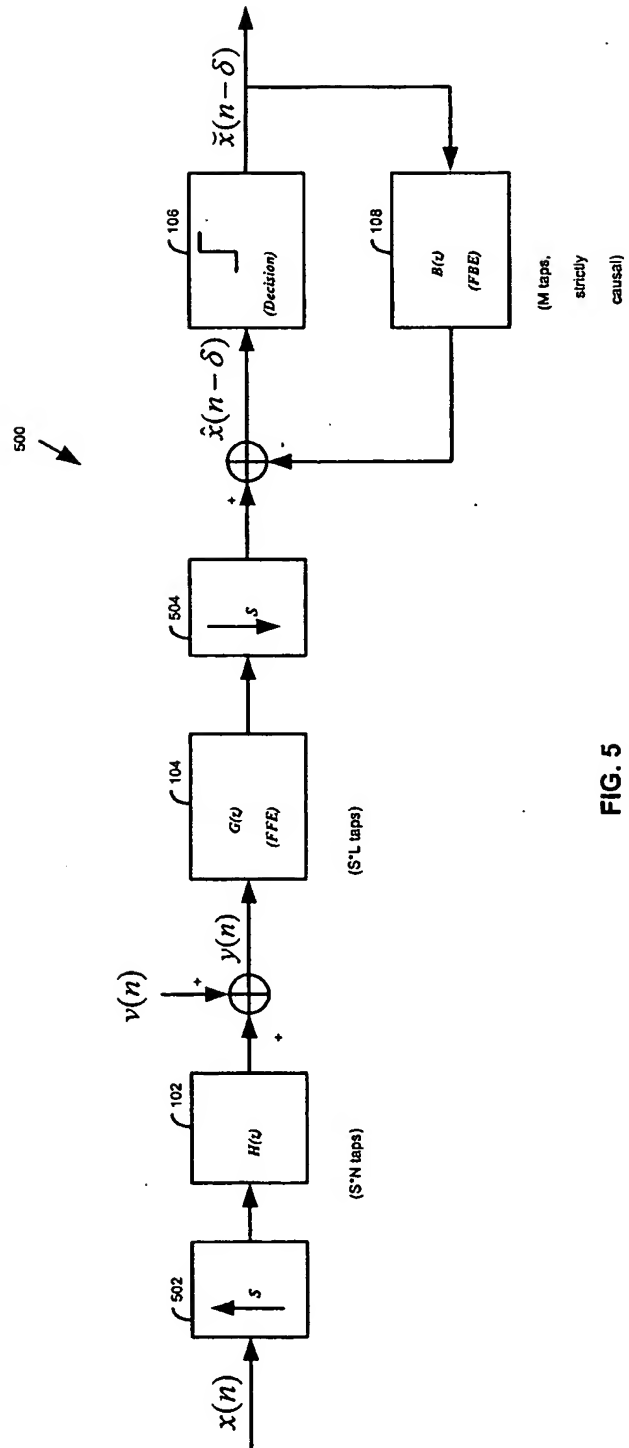 500
x(n)
502
S
102
H(z)
(S*N taps)
v(n)
+
+
y(n)
104
G(z)
(FFE)
(S*L taps)
504
S
+
-
x̂(n − δ)
106
(Decision)
x̆(n − δ)
108
B(z)
(FBE)
(M taps,
strictly
causal)
FIG. 5